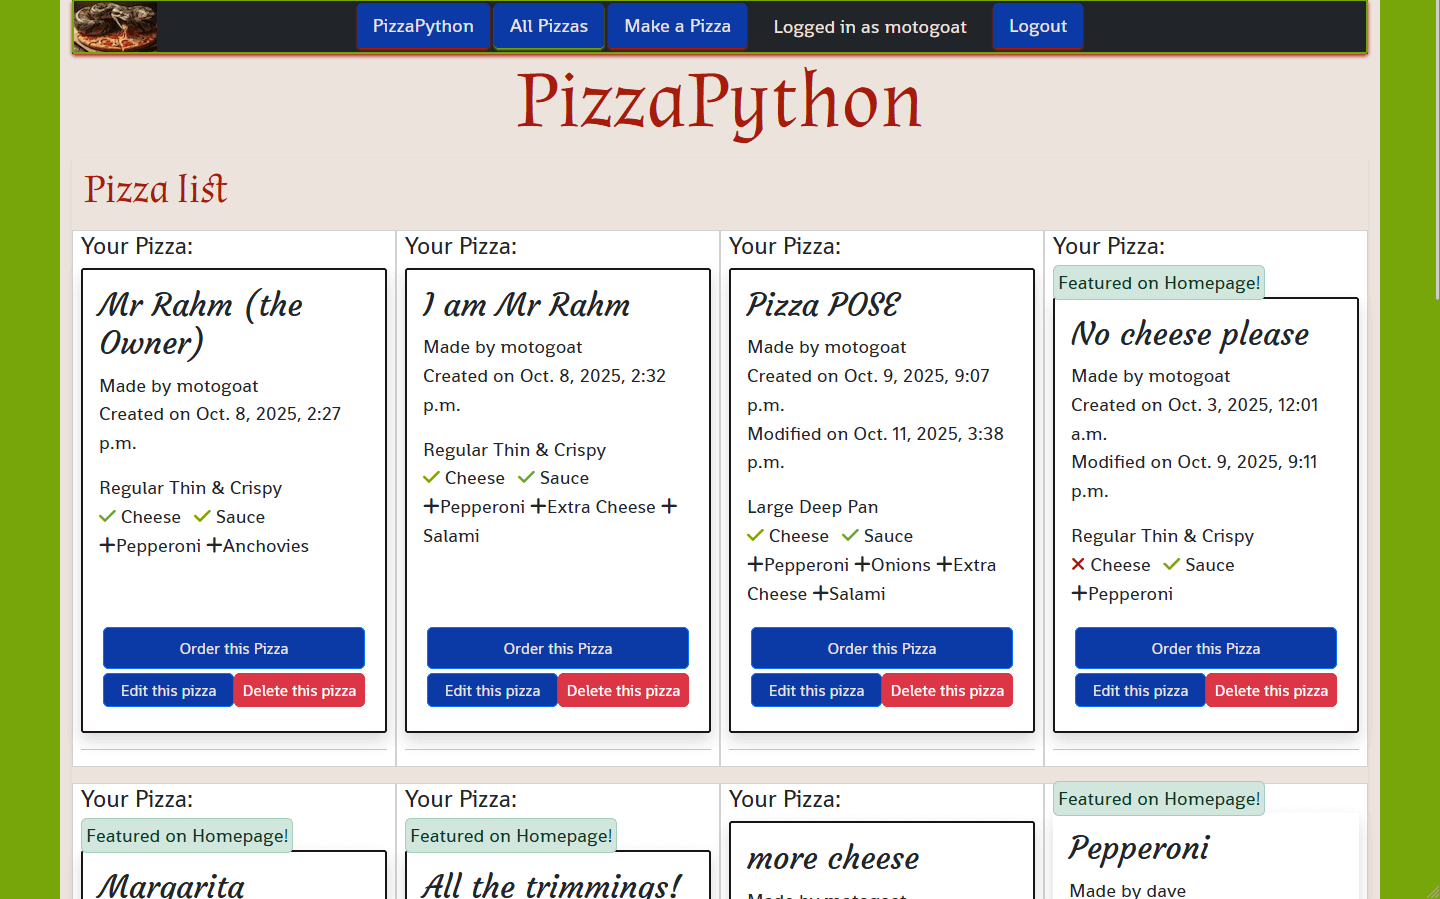 PizzaPython All Pizzas Make a Pizza Logged in as motogoat Logout
PizzaPython
Pizza list
Your Pizza:
Mr Rahm (the
Owner)
Made by motogoat
Created on Oct. 8, 2025, 2:27
p.m.
Regular Thin & Crispy
Cheese Sauce
Pepperoni Anchovies
Order this Pizza
Edit this pizza Delete this pizza
Your Pizza:
I am Mr Rahm
Made by motogoat
Created on Oct. 8, 2025, 2:32
p.m.
Regular Thin & Crispy
Cheese Sauce
Pepperoni Extra Cheese
Salami
Order this Pizza
Edit this pizza Delete this pizza
Your Pizza:
Pizza POSE
Made by motogoat
Created on Oct. 9, 2025, 9:07
p.m.
Modified on Oct. 11, 2025, 3:38
p.m.
Large Deep Pan
Cheese Sauce
Pepperoni Onions Extra
Cheese Salami
Order this Pizza
Edit this pizza Delete this pizza
Your Pizza:
Featured on Homepage!
No cheese please
Made by motogoat
Created on Oct. 3, 2025, 12:01
a.m.
Modified on Oct. 9, 2025, 9:11
p.m.
Regular Thin & Crispy
Cheese Sauce
Pepperoni
Order this Pizza
Edit this pizza Delete this pizza
Your Pizza:
Featured on Homepage!
Margarita
Your Pizza:
Featured on Homepage!
All the trimmings!
Your Pizza:
more cheese
Made by motogoat
Featured on Homepage!
Pepperoni
Made by dave